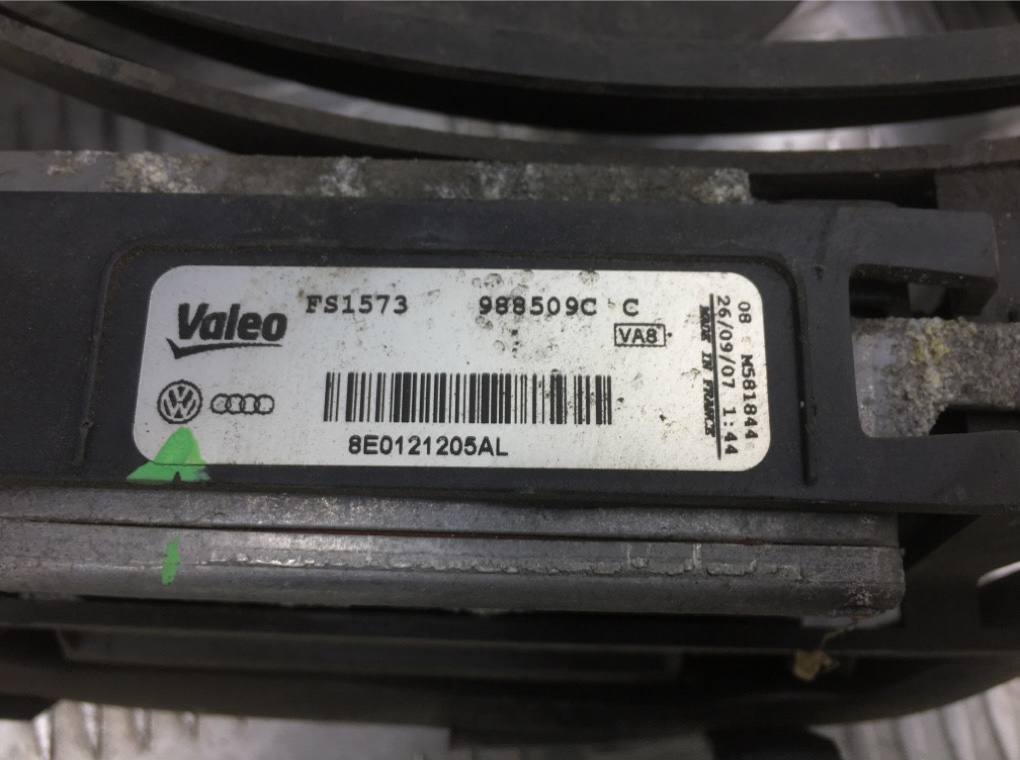 Valeo FS1573 988509C C
VA8
8E0121205AL
08 M581844
26/09/07 1:44
MADE IN FRANCE